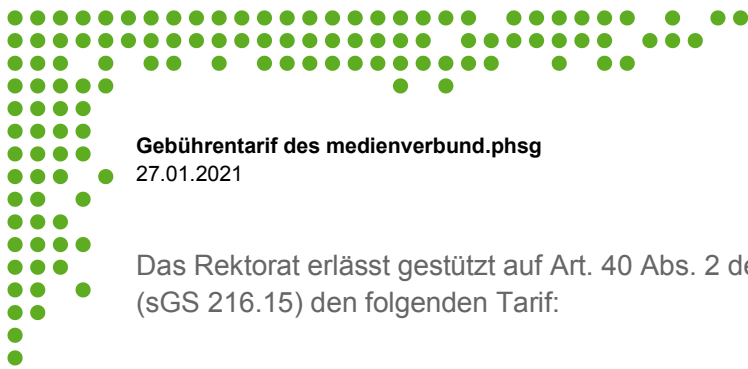 Gebührentarif des medienverbund.phsg
27.01.2021
Das Rektorat erlässt gestützt auf Art. 40 Abs. 2
(sGS 216.15) den folgenden Tarif: